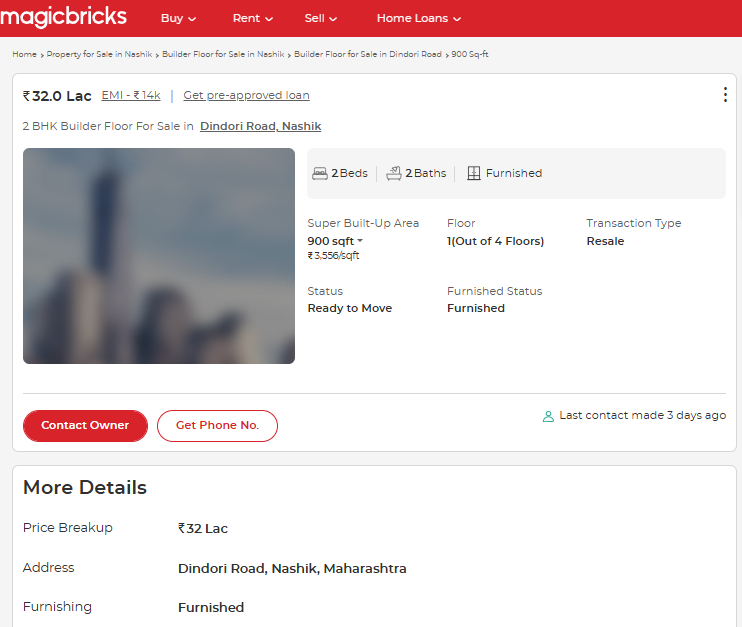 magicbricks
Buy Rent Sell Home Loans
Home › Property for Sale in Nashik › Builder Floor for Sale in Nashik › Builder Floor for Sale in Dindori Road › 900 Sq-ft
₹32.0 Lac EMI - ₹14k | Get pre-approved loan
2 BHK Builder Floor For Sale in Dindori Road, Nashik
2 Beds 2 Baths Furnished
Super Built-Up Area Floor Transaction Type
900 sqft 1(Out of 4 Floors) Resale
₹3,556/sqft
Status Furnished Status
Ready to Move Furnished
Contact Owner Get Phone No. Last contact made 3 days ago
More Details
Price Breakup ₹32 Lac
Address Dindori Road, Nashik, Maharashtra
Furnishing Furnished